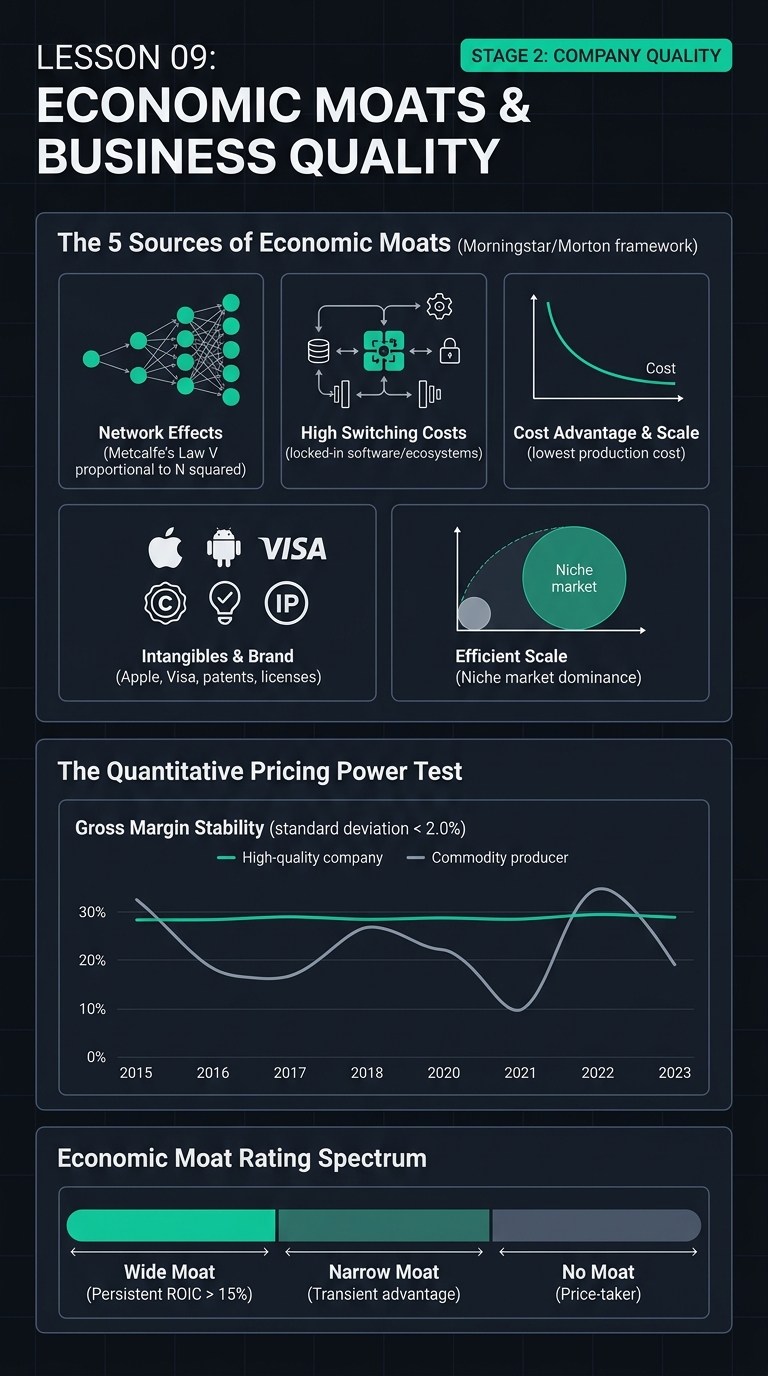 LESSON 09:
STAGE 2: COMPANY QUALITY
ECONOMIC MOATS &
BUSINESS QUALITY
The 5 Sources of Economic Moats (Morningstar/Morton framework)
Network Effects
(Metcalfe's Law V
proportional to N squared)
High Switching Costs
(locked-in software/ecosystems)
Cost
Cost Advantage & Scale
(lowest production cost)
VISA
C
IP
Intangibles & Brand
(Apple, Visa, patents, licenses)
Niche
market
Efficient Scale
(Niche market dominance)
The Quantitative Pricing Power Test
Gross Margin Stability (standard deviation < 2.0%)
High-quality company
Commodity producer
30%
20%
10%
0%
2015 2016 2017 2018 2020 2021 2022 2023
Economic Moat Rating Spectrum
Wide Moat
(Persistent ROIC > 15%)
Narrow Moat
(Transient advantage)
No Moat
(Price-taker)